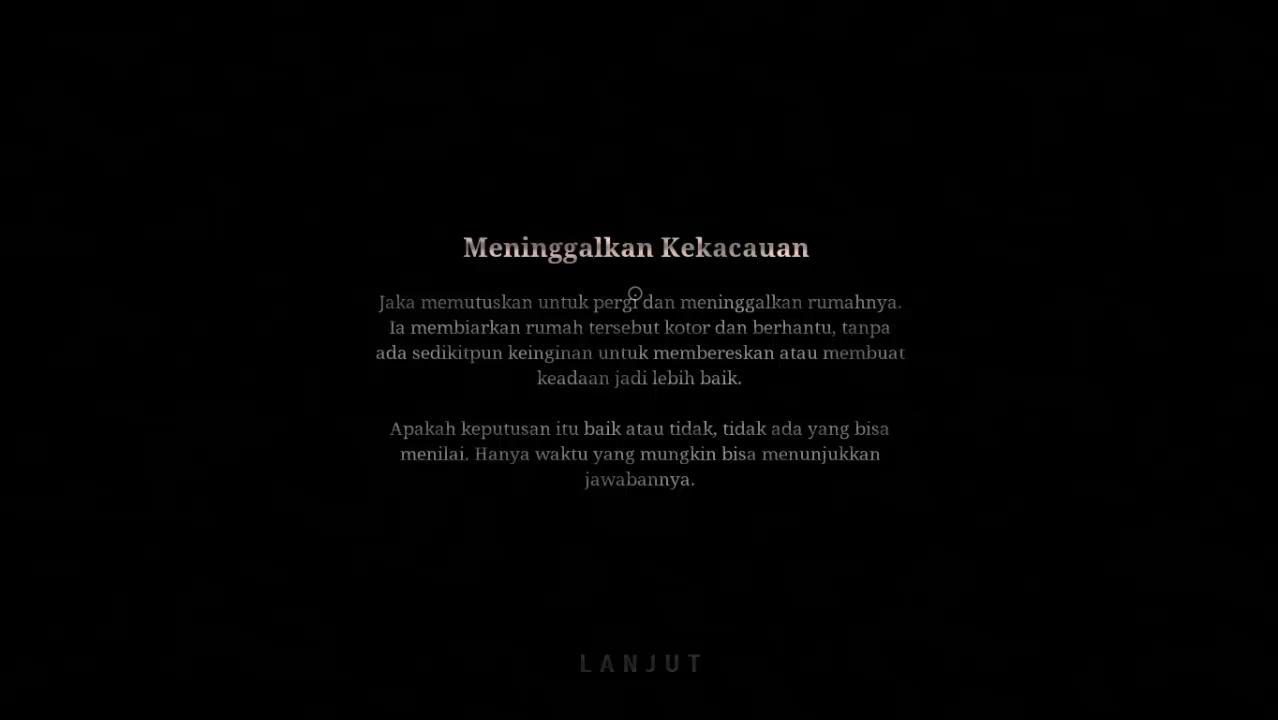 Meninggalkan Kekacauan
Jaka memutuskan untuk pergi dan meninggalkan rumahnya.
Ia membiarkan rumah tersebut kotor dan berhantu, tanpa
ada sedikitpun keinginan untuk membereskan atau membuat
keadaan jadi lebih baik.
Apakah keputusan itu baik atau tidak, tidak ada yang bisa
menilai. Hanya waktu yang mungkin bisa menunjukkan
jawabannya.
LANJUT